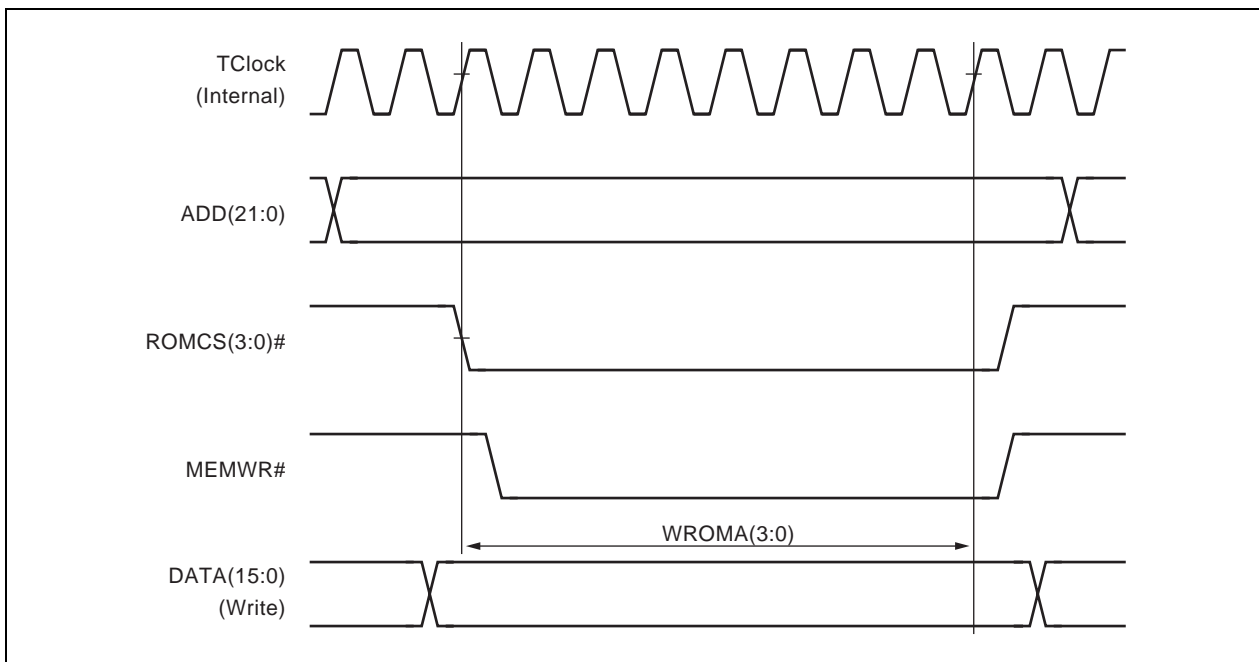 TClock
(Internal)
ADD(21:0)
ROMCS(3:0)#
MEMWR#
WROMA(3:0)
DATA(15:0)
(Write)